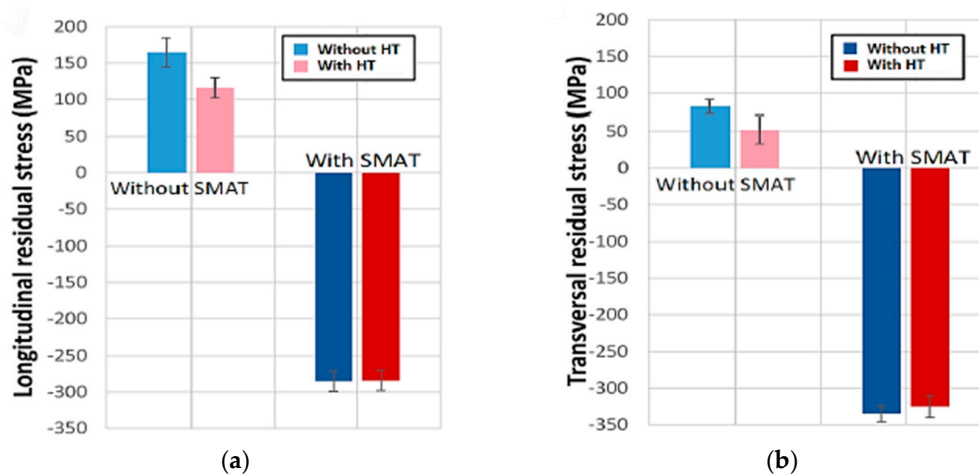 Longitudinal residual stress (MPa)
200
150
100
50
0
-50
-100
-150
-200
-250
-300
-350
Without HT
With HT
With SMAT
Without SMAT
(a)
Transversal residual stress (MPa)
200
150
100
50
0
-50
-100
-150
-200
-250
-300
-350
Without HT
With HT
With SMAT
Without SMAT
(b)